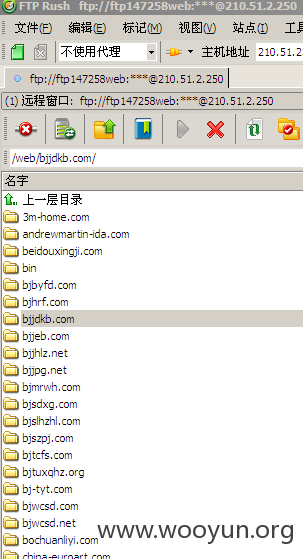 FTP Rush ftp://ftp147258web:***@210.51.2.250
文件(F) 编辑(E) 标记(M) 视图(V) 站点(I) 命令(
不使用代理 主机地址 210.51.2
ftp://ftp147258web:***@210.51.2.250
(1) 远程窗口: ftp://ftp147258web:***@210.51.2.250
/web/bjjdkb.com/
名字
上一层目录
3m-home.com
andrewmartin-ida.com
beidouxingji.com
bin
bjbyfd.com
bjhrf.com
bjjdkb.com
bjjeb.com
bjjhlz.net
bjjpg.net
bjmrwh.com
bjsdxg.com
bjslhzhl.com
bjszpj.com
bjtcfs.com
bjtuxqhz.org
bj-tyt.com
bjwcsd.com
bjwcsd.net
bochuanliyi.com
china-euroart.com
www.wooyun.org